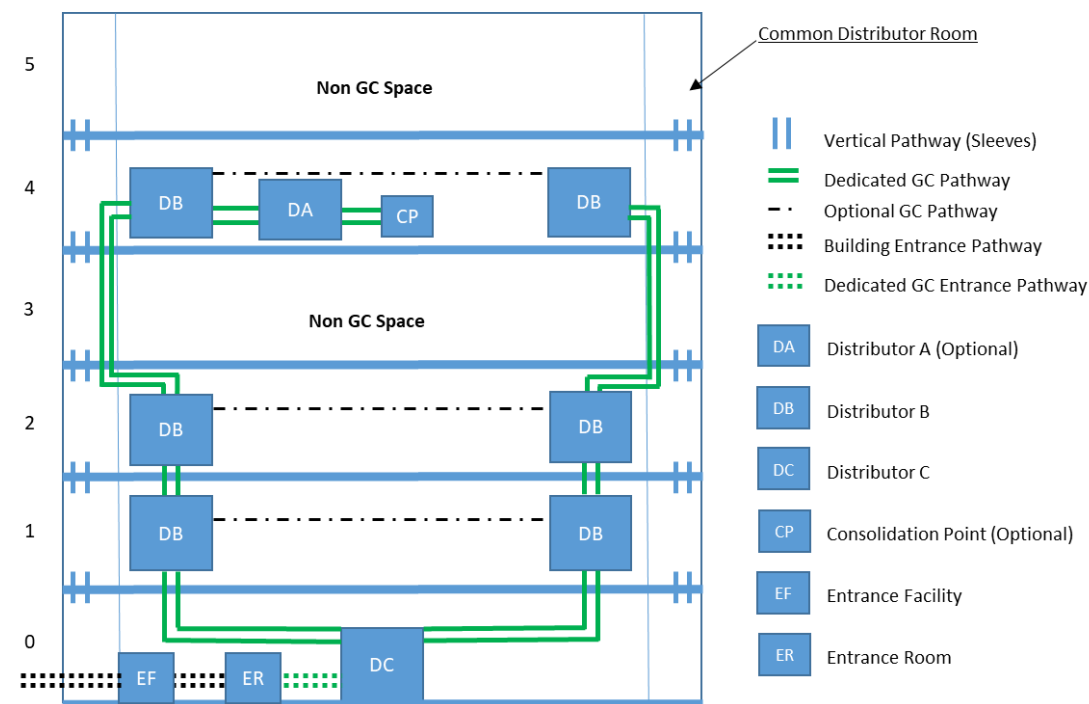 Common Distributor Room
5
Non GC Space
Vertical Pathway (Sleeves)
4
DB
DA
CP
DB
Dedicated GC Pathway
Optional GC Pathway
Building Entrance Pathway
Dedicated GC Entrance Pathway
3
Non GC Space
DA
Distributor A (Optional)
2
DB
DB
DB
Distributor B
DC
Distributor C
1
DB
DB
CP
Consolidation Point (Optional)
EF
Entrance Facility
0
EF
ER
DC
ER
Entrance Room